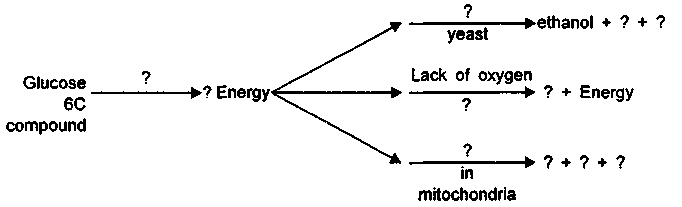 ?
yeast
ethanol + ? + ?
Glucose
6C
compound
?
? Energy
Lack of oxygen
?
? + Energy
?
in
mitochondria
? + ? + ?